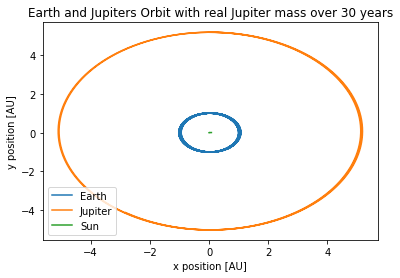 Earth and Jupiters Orbit with real Jupiter mass over 30 years
y position [AU]
4
2
0
−2
−4
Earth
Jupiter
Sun
−4
−2
0
2
4
x position [AU]